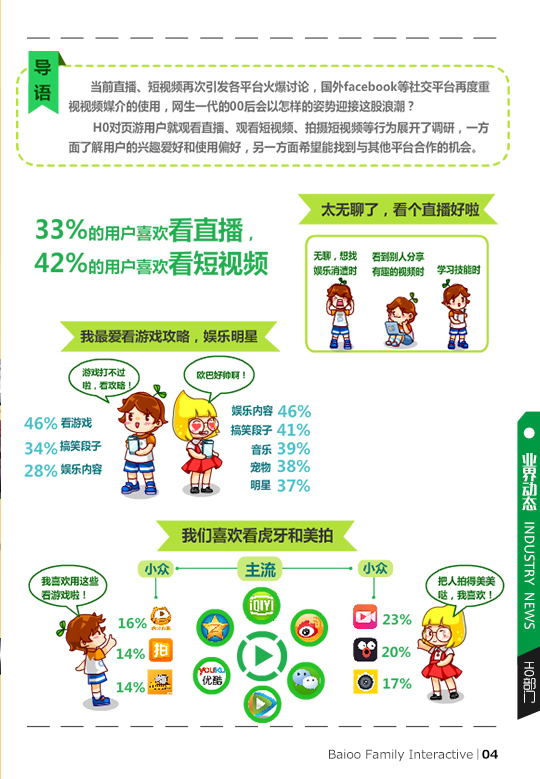 导
语
当前直播、短视频再次引发各平台火爆讨论，国外facebook等社交平台再度重
视视频媒介的使用，网生一代的00后会以怎样的姿势迎接这股浪潮？
H0对页游用户就观看直播、观看短视频、拍摄短视频等行为展开了调研，一方
面了解用户的兴趣爱好和使用偏好，另一方面希望能找到与其他平台合作的机会。
33%的用户喜欢看直播，
42%的用户喜欢看短视频
太无聊了，看个直播好啦
无聊，想找
娱乐消遣时
看到别人分享
有趣的视频时
学习技能时
我最爱看游戏攻略，娱乐明星
游戏打不过
啦，看攻略！
欧巴好帅啊！
46% 看游戏
34% 搞笑段子
28% 娱乐内容
娱乐内容 46%
搞笑段子 41%
音乐 39%
宠物 38%
明星 37%
我们喜欢看虎牙和美拍
小众
主流
小众
我喜欢用这些
看游戏啦！
把人拍得美美
哒，我喜欢！
16%
14%
拍
14%
iQIYI
YOUKU
优酷
23%
20%
17%
业界动态
INDUSTRY NEWS
H0部门
Baioo Family Interactive | 04